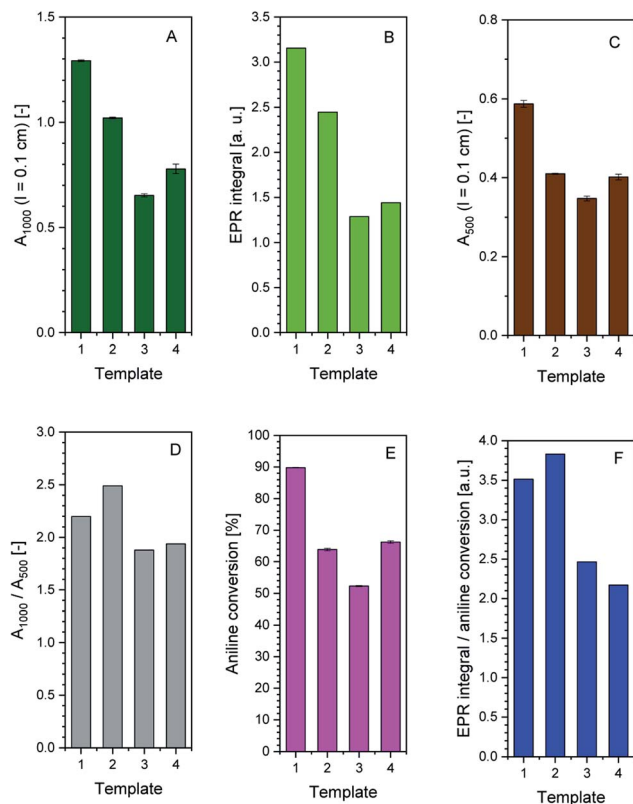 A
A1000 (l = 0.1 cm) [-]
1.5
1.0
0.5
0.0
1 2 3 4
Template
B
EPR integral [a. u.]
3.5
3.0
2.5
2.0
1.5
1.0
0.5
0.0
1 2 3 4
Template
C
A500 (l = 0.1 cm) [-]
0.8
0.6
0.4
0.2
0.0
1 2 3 4
Template
D
A1000 / A500 [-]
3.0
2.5
2.0
1.5
1.0
0.5
0.0
1 2 3 4
Template
E
Aniline conversion [%]
100
90
80
70
60
50
40
30
20
10
0
1 2 3 4
Template
F
EPR integral / aniline conversion [a.u.]
4.0
3.5
3.0
2.5
2.0
1.5
1.0
0.5
0.0
1 2 3 4
Template